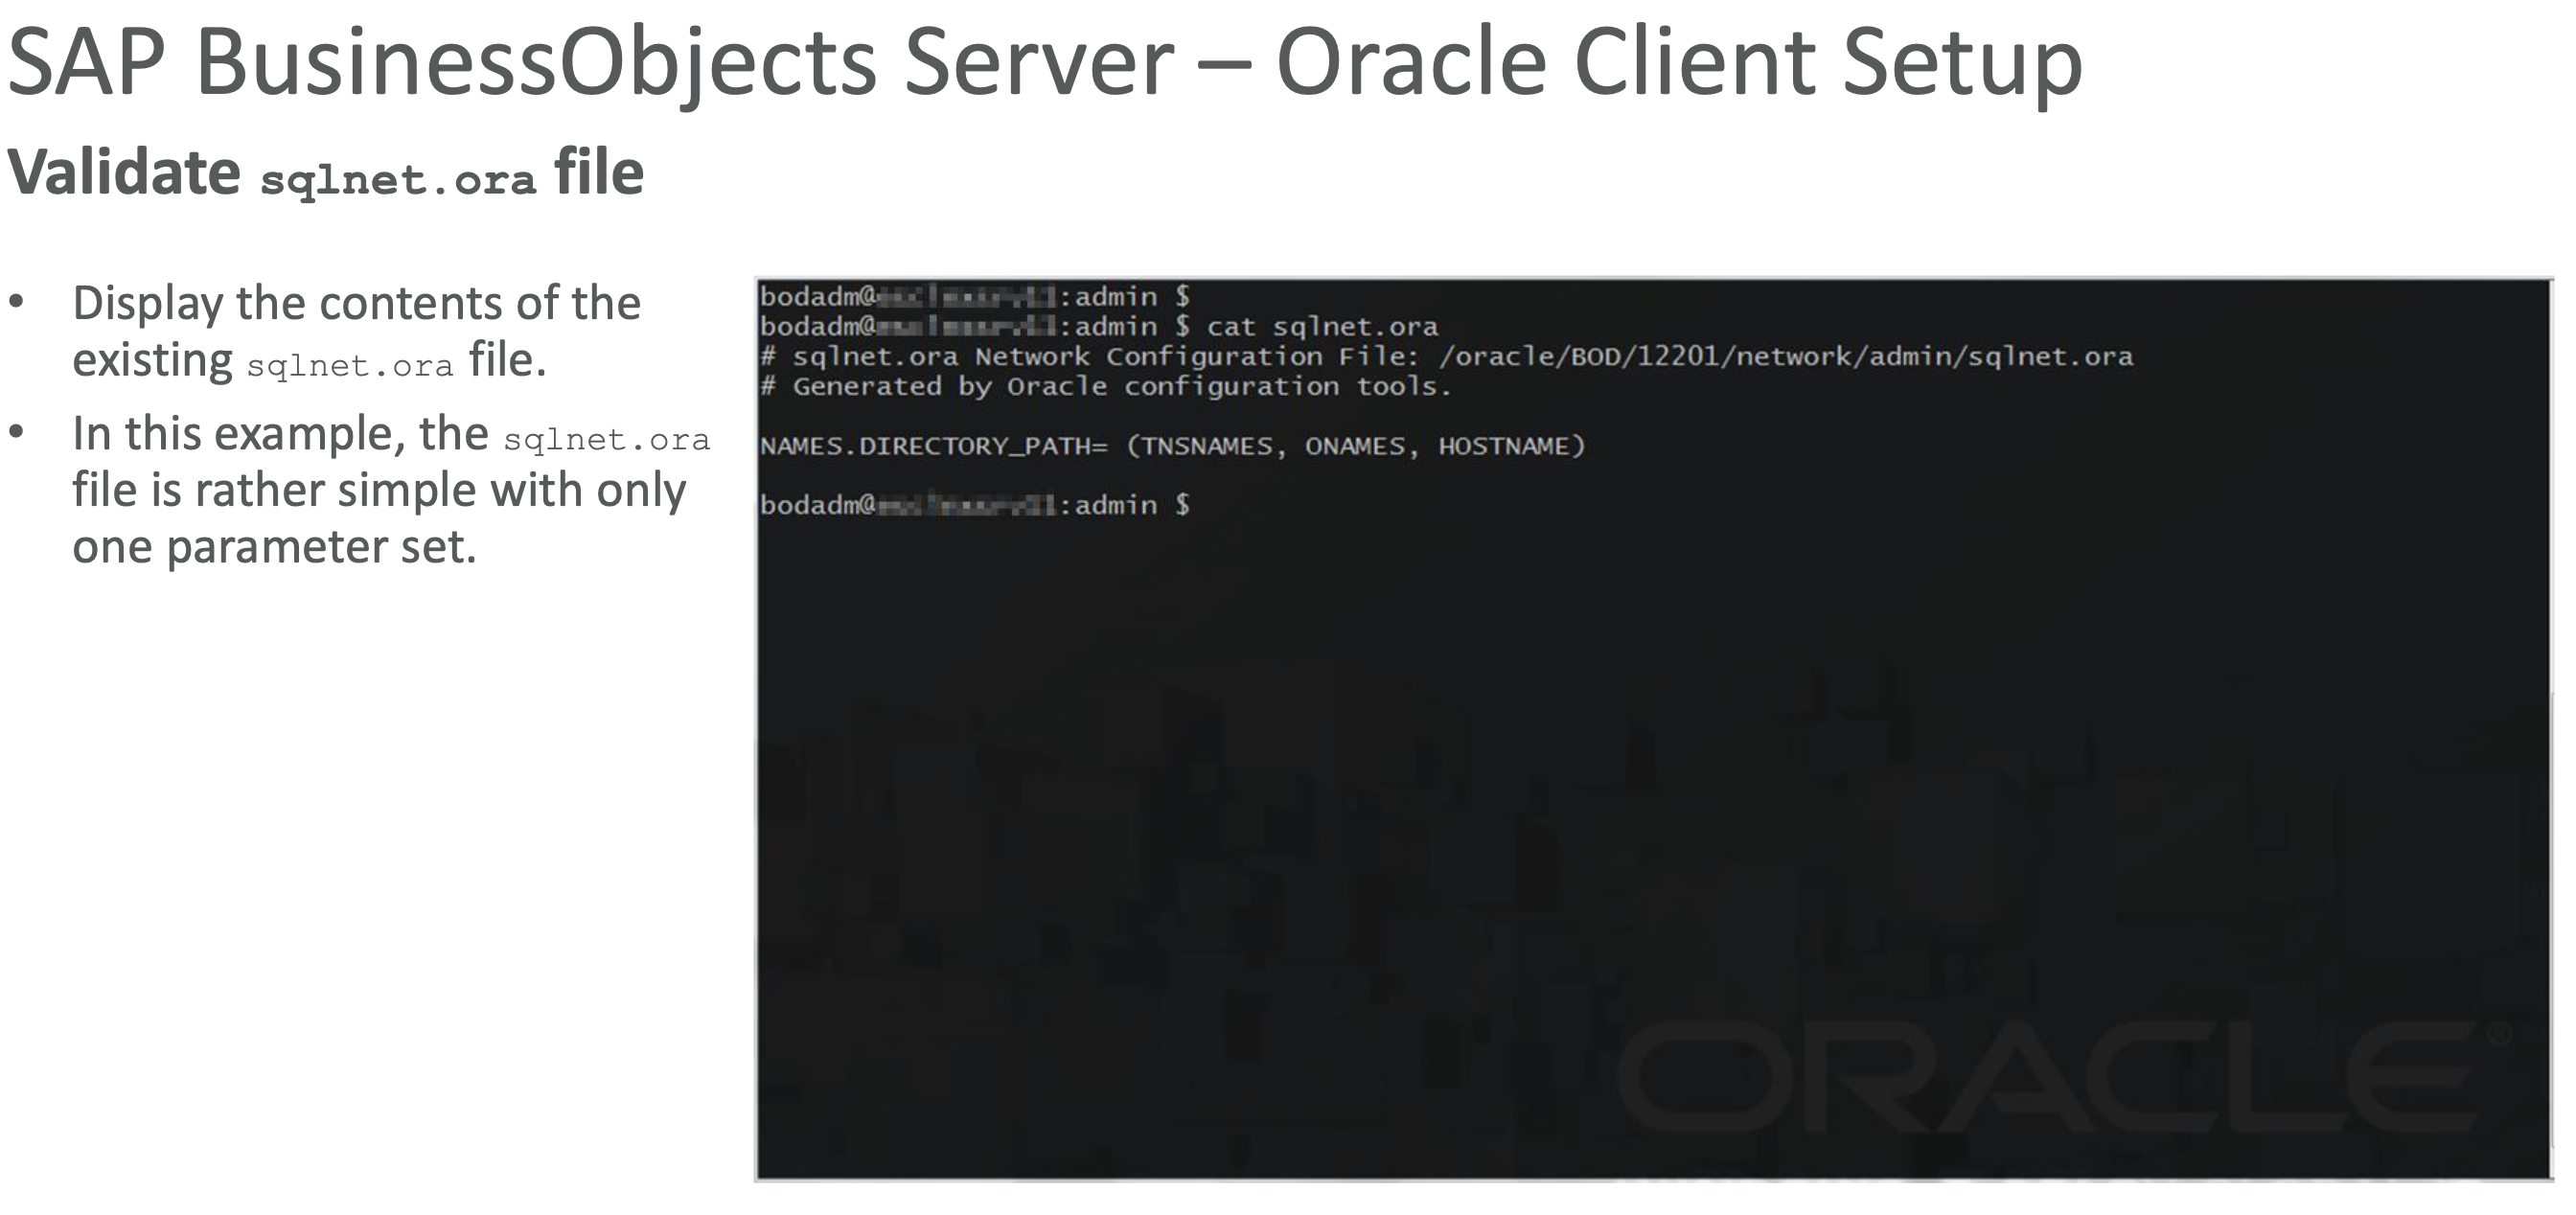 SAP BusinessObjects Server – Oracle Client Setup
Validate sqlnet.ora file
• Display the contents of the
existing sqlnet.ora file.
• In this example, the sqlnet.ora
file is rather simple with only
one parameter set.
bodadm@ :admin $
bodadm@ :admin $ cat sqlnet.ora
# sqlnet.ora Network Configuration File: /oracle/BOD/12201/network/admin/sqlnet.ora
# Generated by Oracle configuration tools.
NAMES.DIRECTORY_PATH= (TNSNAMES, ONAMES, HOSTNAME)
bodadm@ :admin $
ORACLE®